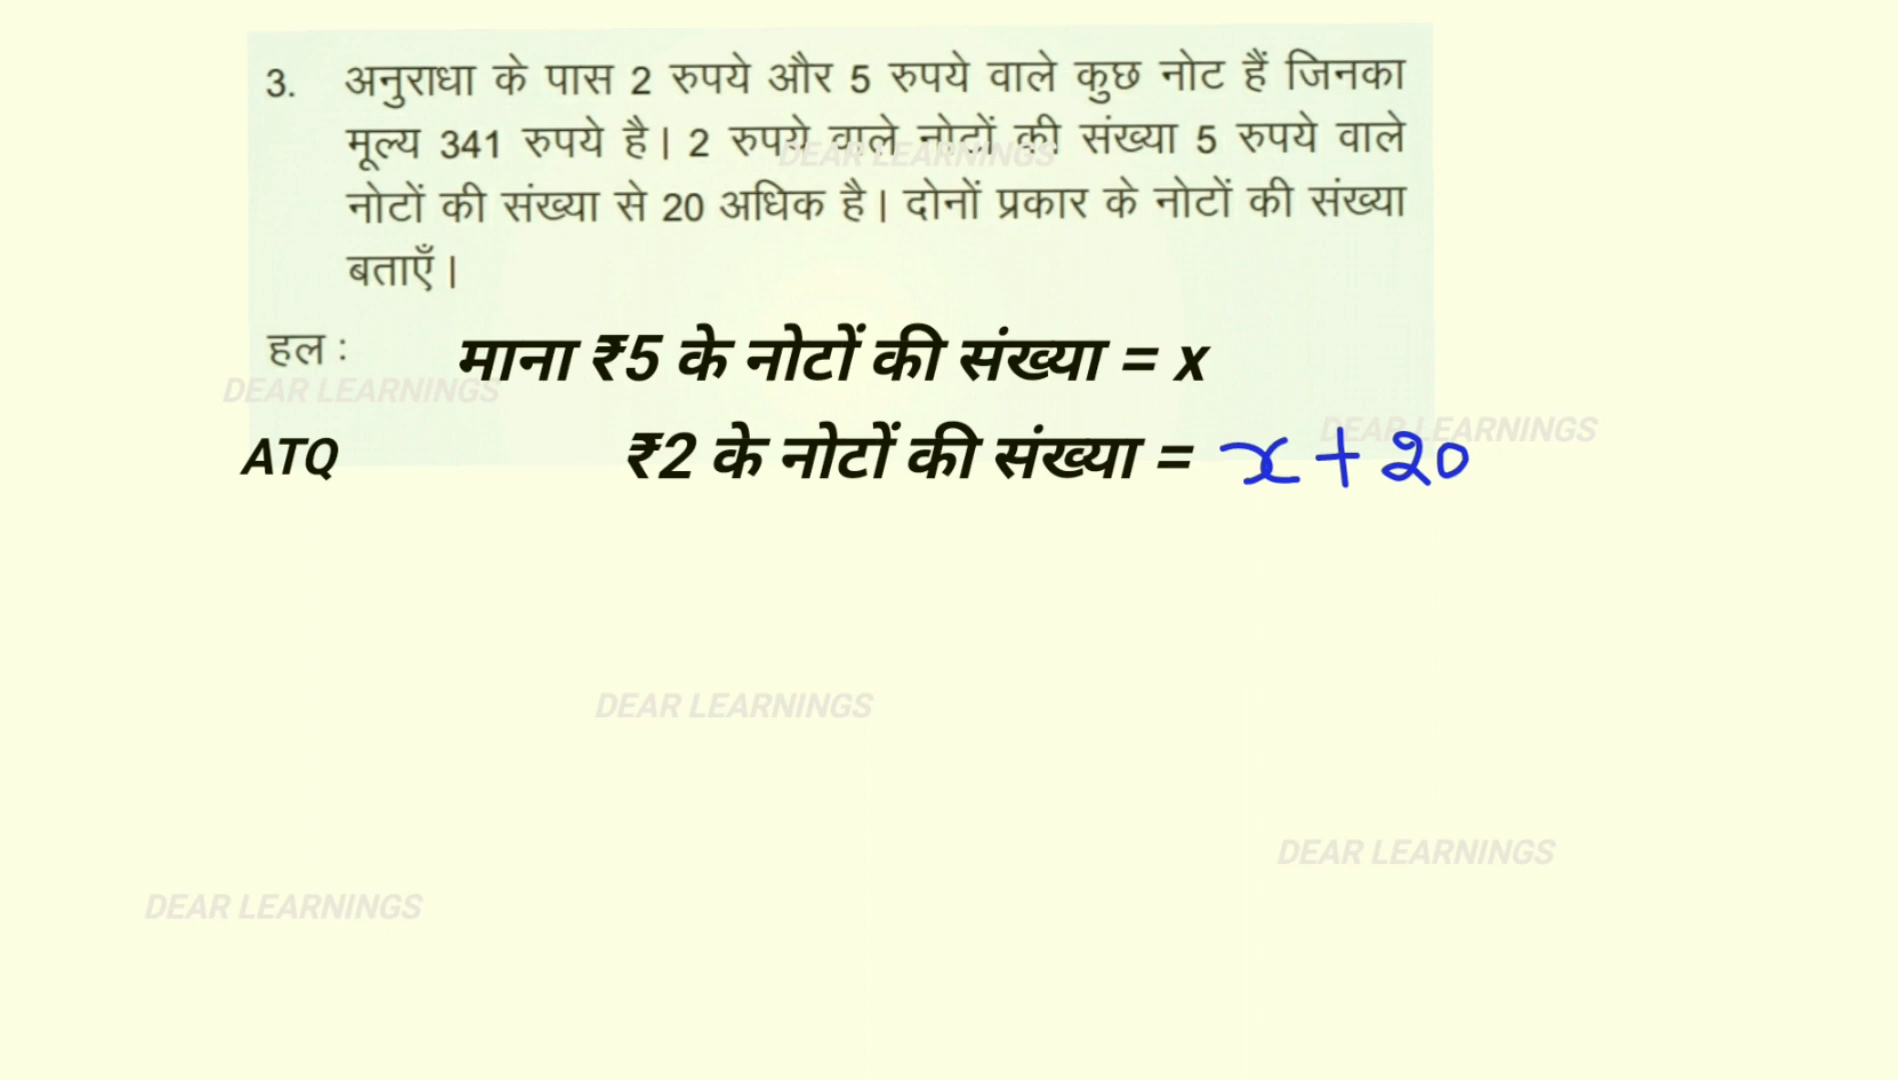 3. अनुराधा के पास 2 रुपये और 5 रुपये वाले कुछ नोट हैं जिनका
मूल्य 341 रुपये है। 2 रुपये वाले नोटों की संख्या 5 रुपये वाले
DEAR LEARNINGS
नोटों की संख्या से 20 अधिक है। दोनों प्रकार के नोटों की संख्या
बताएँ।
हल : माना ₹5 के नोटों की संख्या = x
DEAR LEARNINGS
DEAR LEARNINGS
ATQ ₹2 के नोटों की संख्या = x + 20
DEAR LEARNINGS
DEAR LEARNINGS
DEAR LEARNINGS